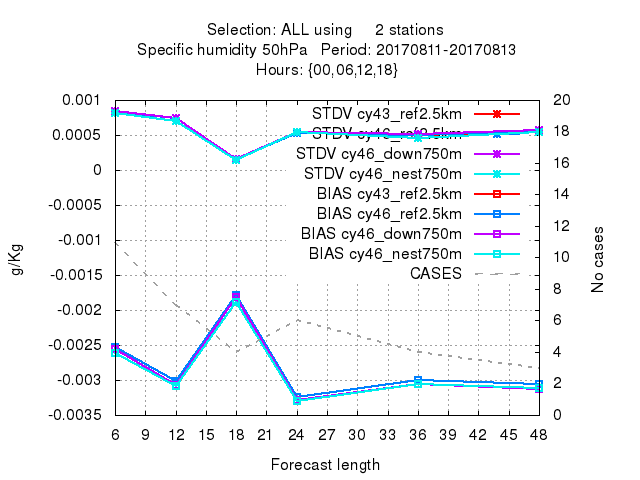 Selection: ALL using 2 stations
Specific humidity 50hPa Period: 20170811-20170813
Hours: {00,06,12,18}
0.001
0.0005
0
-0.0005
-0.001
-0.0015
-0.002
-0.0025
-0.003
-0.0035
g/Kg
STDV cy43_ref2.5km
STDV cy46_ref2.5km
STDV cy46_down750m
STDV cy46_nest750m
BIAS cy43_ref2.5km
BIAS cy46_ref2.5km
BIAS cy46_down750m
BIAS cy46_nest750m
CASES
20
18
16
14
12
10
8
6
4
2
0
No cases
6 9 12 15 18 21 24 27 30 33 36 39 42 45 48
Forecast length